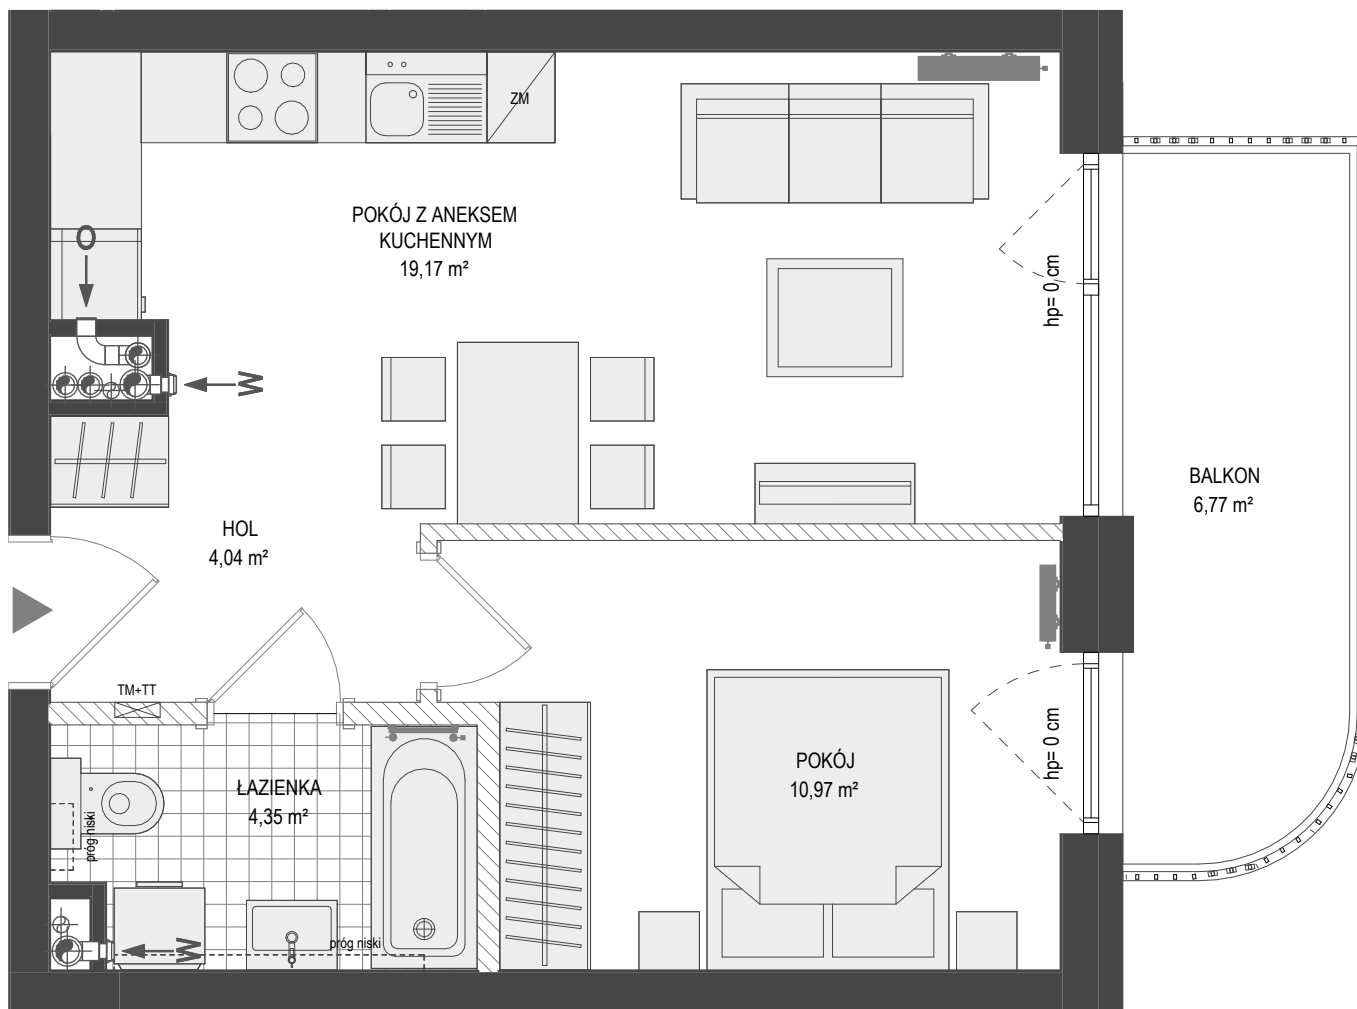 ZM
POKÓJ Z ANEKSEM
KUCHENNYM
19,17 m²
O
hp= 0 cm
W
BALKON
6,77 m²
HOL
4,04 m²
TM+TT
POKÓJ
10,97 m²
hp= 0 cm
ŁAZIENKA
4,35 m²
próg niski
W
próg niski